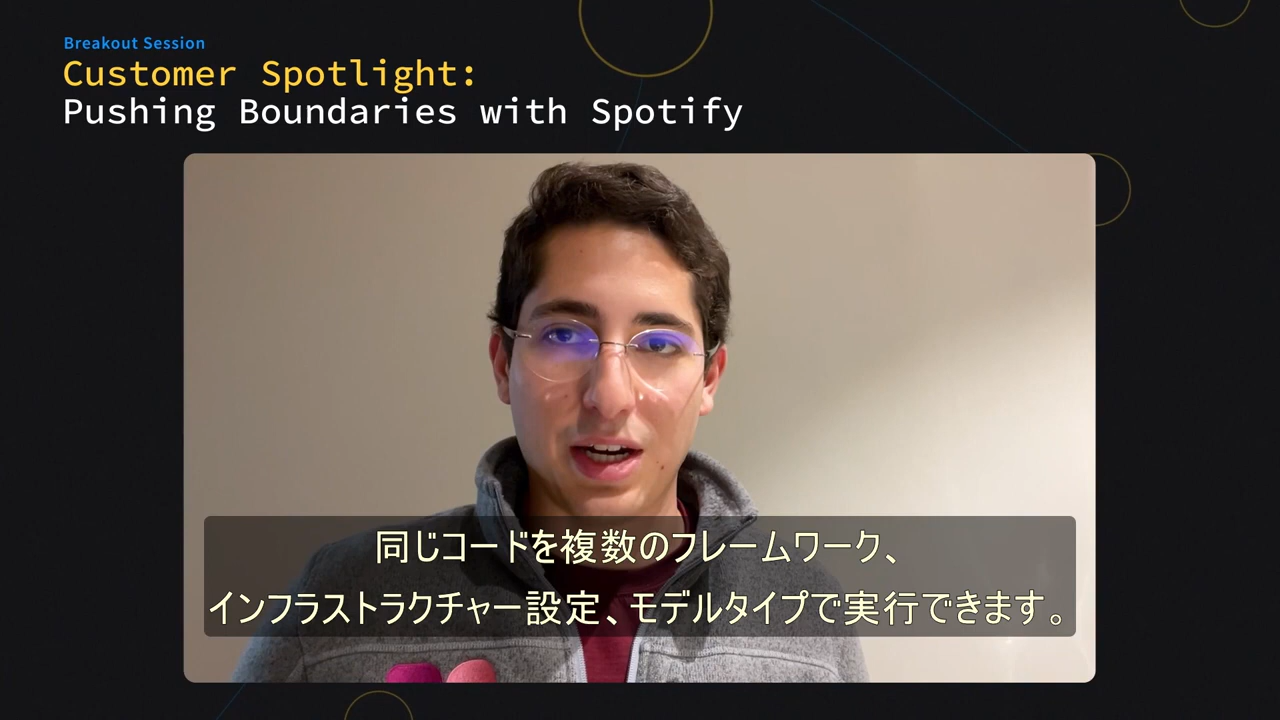 Breakout Session
Customer Spotlight:
Pushing Boundaries with Spotify
同じコードを複数のフレームワーク、
インフラストラクチャー設定、モデルタイプで実行できます。